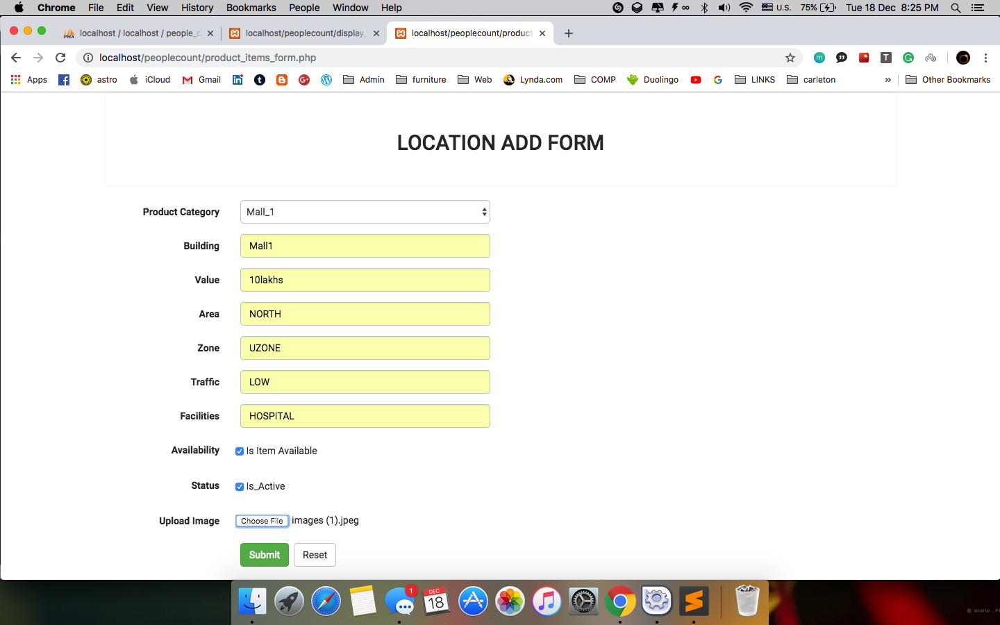 Chrome File Edit View History Bookmarks People Window Help U.S. 75% Tue 18 Dec 8:25 PM
PMA localhost / localhost / people_c localhost/peoplecount/display_ localhost/peoplecount/product
localhost/peoplecount/product_items_form.php m T G
Apps astro iCloud Gmail Admin furniture Web Lynda.com COMP Duolingo LINKS carleton » Other Bookmarks
LOCATION ADD FORM
Product Category Mall_1
Building Mall1
Value 10lakhs
Area NORTH
Zone UZONE
Traffic LOW
Facilities HOSPITAL
Availability Is Item Available
Status Is_Active
Upload Image Choose File images (1).jpeg
Submit Reset
1
DEC
18
© WWW.